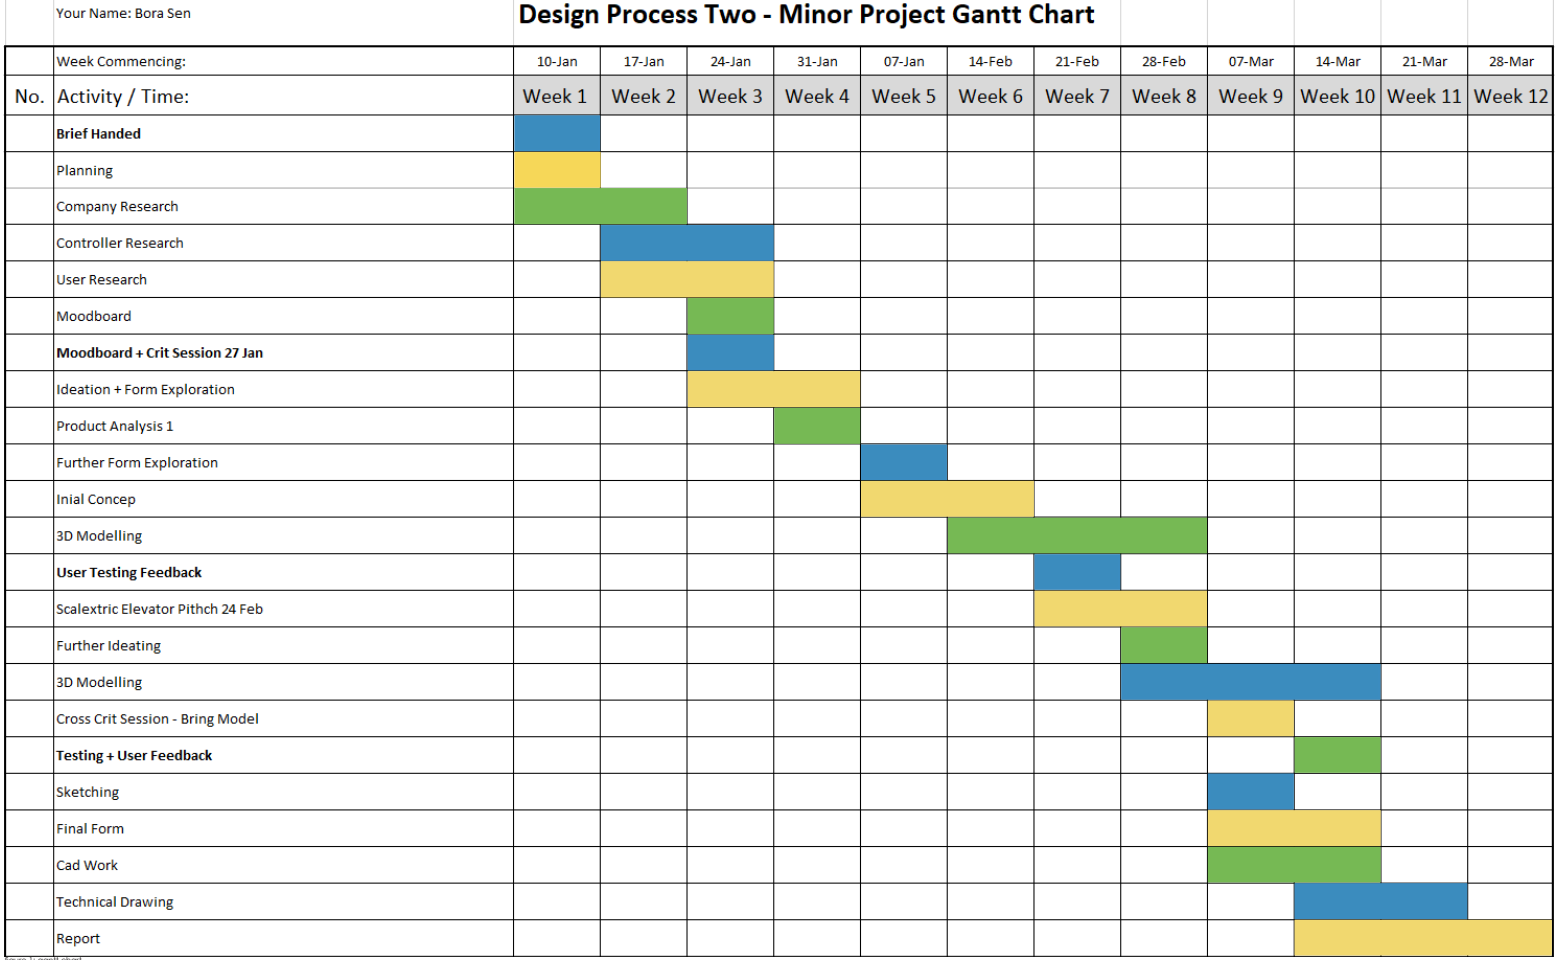 Your Name: Bora Sen
Design Process Two - Minor Project Gantt Chart
Week Commencing: 10-Jan 17-Jan 24-Jan 31-Jan 07-Jan 14-Feb 21-Feb 28-Feb 07-Mar 14-Mar 21-Mar 28-Mar
No. Activity / Time: Week 1 Week 2 Week 3 Week 4 Week 5 Week 6 Week 7 Week 8 Week 9 Week 10 Week 11 Week 12
Brief Handed
Planning
Company Research
Controller Research
User Research
Moodboard
Moodboard + Crit Session 27 Jan
Ideation + Form Exploration
Product Analysis 1
Further Form Exploration
Inial Concep
3D Modelling
User Testing Feedback
Scalextric Elevator Pithch 24 Feb
Further Ideating
3D Modelling
Cross Crit Session - Bring Model
Testing + User Feedback
Sketching
Final Form
Cad Work
Technical Drawing
Report